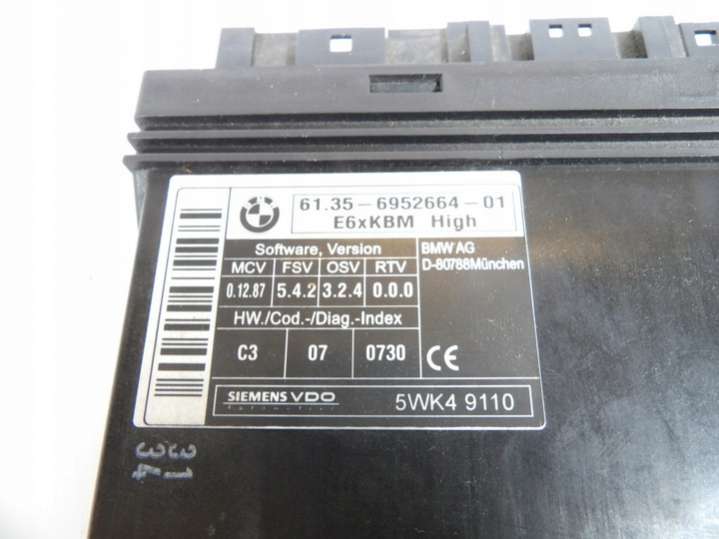 61.35 - 6952664 - 01
E6xKBM High
Software, Version
MCV FSV OSV RTV
0.12.87 5.4.2 3.2.4 0.0.0
HW./Cod.-/Diag.-Index
C3 07 0730
BMW AG
D-80788München
CE
SIEMENS VDO
Automotive
5WK4 9110